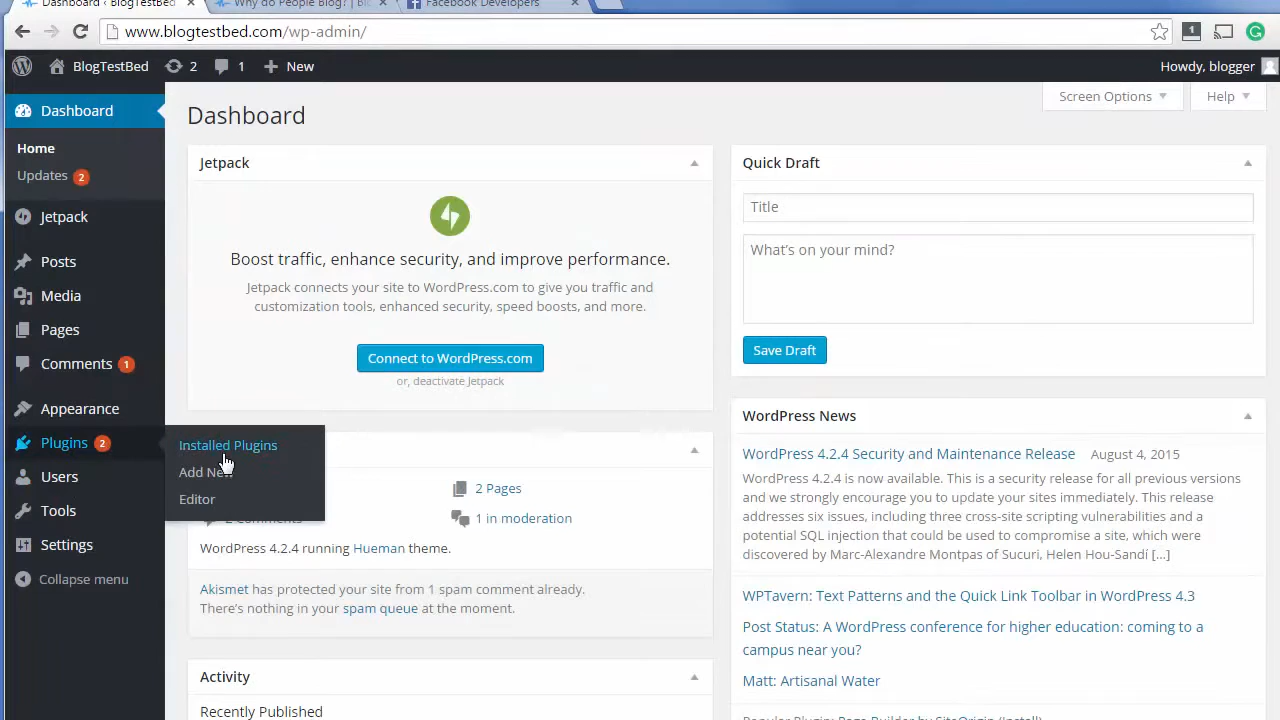 Dashboard ‹ BlogTestBed
Why do People Blog? | Bl
Facebook Developers
www.blogtestbed.com/wp-admin/
1
BlogTestBed
2
1
New
Howdy, blogger
Dashboard
Home
Updates 2
Jetpack
Posts
Media
Pages
Comments 1
Appearance
Plugins 2
Users
Tools
Settings
Collapse menu
Installed Plugins
Add New
Editor
Screen Options
Help
Dashboard
Jetpack
Boost traffic, enhance security, and improve performance.
Jetpack connects your site to WordPress.com to give you traffic and
customization tools, enhanced security, speed boosts, and more.
Connect to WordPress.com
or, deactivate Jetpack
2 Pages
2 Comments
1 in moderation
WordPress 4.2.4 running Hueman theme.
Akismet has protected your site from 1 spam comment already.
There's nothing in your spam queue at the moment.
Activity
Recently Published
Quick Draft
Title
What's on your mind?
Save Draft
WordPress News
WordPress 4.2.4 Security and Maintenance Release August 4, 2015
WordPress 4.2.4 is now available. This is a security release for all previous versions
and we strongly encourage you to update your sites immediately. This release
addresses six issues, including three cross-site scripting vulnerabilities and a
potential SQL injection that could be used to compromise a site, which were
discovered by Marc-Alexandre Montpas of Sucuri, Helen Hou-Sandí […]
WPTavern: Text Patterns and the Quick Link Toolbar in WordPress 4.3
Post Status: A WordPress conference for higher education: coming to a
campus near you?
Matt: Artisanal Water
Popular Plugin: Page Builder by SiteOrigin (Install)